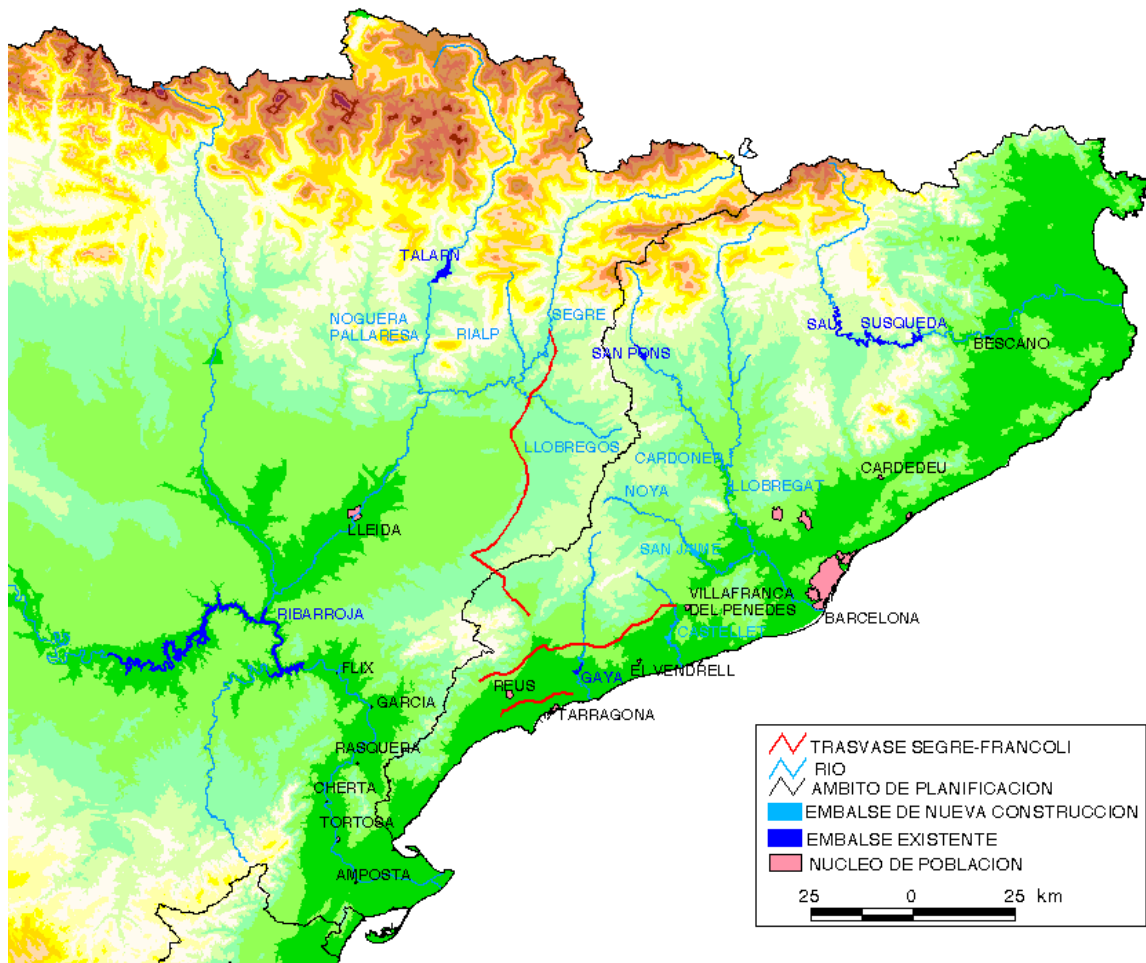 TALARN
NOGUERA
PALLARESA
RIALP
SEGRE
SAU
SUSQUEDA
BESCANO
SAN PONS
LLOBREGOS
CARDONER
CARDEDEU
LLOBREGAT
NOYA
LLEIDA
SAN JAIME
VILLAFRANCA
DEL PENEDES
BARCELONA
RIBARROJA
CASTELLET
FLIX
EL VENDRELL
GAYA
REUS
GARCIA
TARRAGONA
RASQUERA
CHERTA
TORTOSA
AMPOSTA
TRASVASE SEGRE-FRANCOLI
RIO
AMBITO DE PLANIFICACION
EMBALSE DE NUEVA CONSTRUCCION
EMBALSE EXISTENTE
NUCLEO DE POBLACION
25 0 25 km